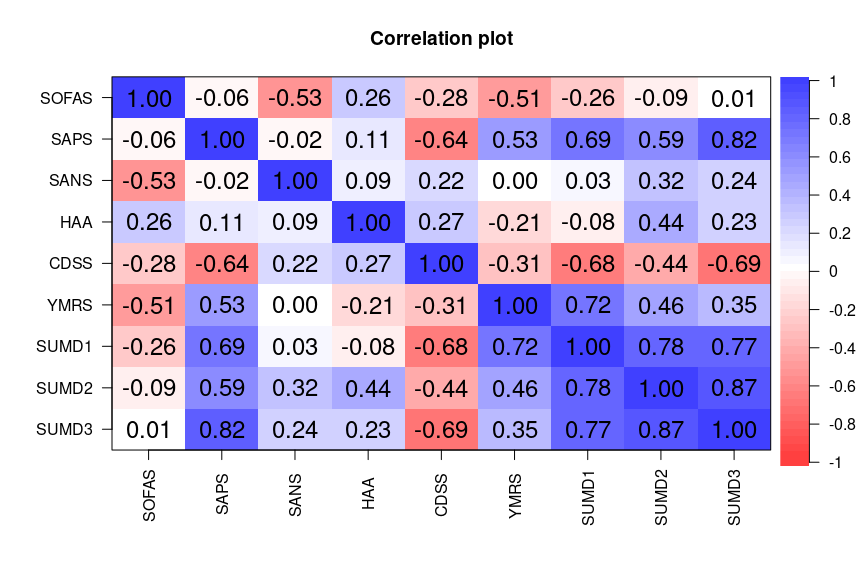 Correlation plot
SOFAS 1.00 -0.06 -0.53 0.26 -0.28 -0.51 -0.26 -0.09 0.01
SAPS -0.06 1.00 -0.02 0.11 -0.64 0.53 0.69 0.59 0.82
SANS -0.53 -0.02 1.00 0.09 0.22 0.00 0.03 0.32 0.24
HAA 0.26 0.11 0.09 1.00 0.27 -0.21 -0.08 0.44 0.23
CDSS -0.28 -0.64 0.22 0.27 1.00 -0.31 -0.68 -0.44 -0.69
YMRS -0.51 0.53 0.00 -0.21 -0.31 1.00 0.72 0.46 0.35
SUMD1 -0.26 0.69 0.03 -0.08 -0.68 0.72 1.00 0.78 0.77
SUMD2 -0.09 0.59 0.32 0.44 -0.44 0.46 0.78 1.00 0.87
SUMD3 0.01 0.82 0.24 0.23 -0.69 0.35 0.77 0.87 1.00
SOFAS SAPS SANS HAA CDSS YMRS SUMD1 SUMD2 SUMD3
1
0.8
0.6
0.4
0.2
0
-0.2
-0.4
-0.6
-0.8
-1